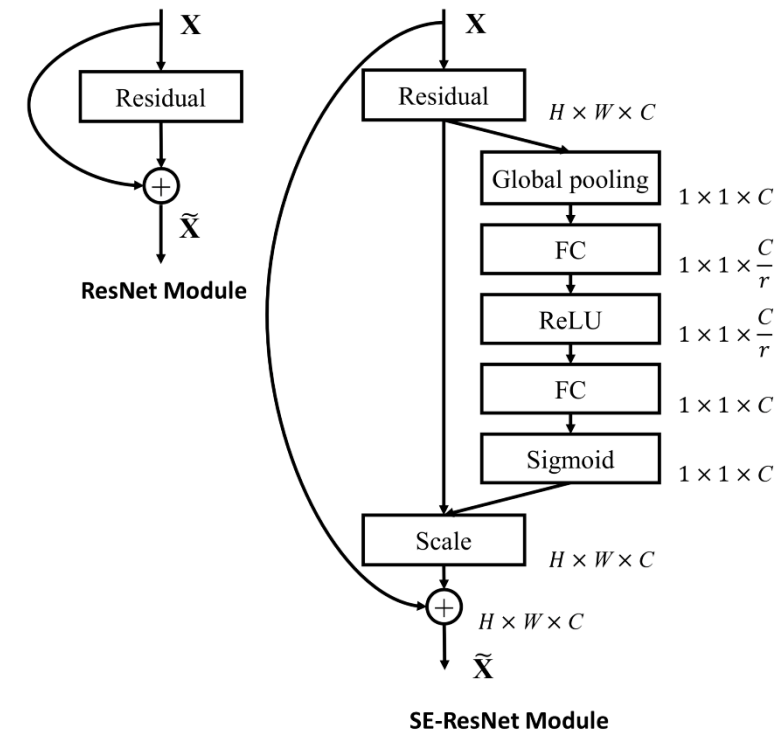 X
Residual
+
X̃
ResNet Module
X
Residual
H × W × C
Global pooling
1 × 1 × C
FC
1 × 1 × C/r
ReLU
1 × 1 × C/r
FC
1 × 1 × C
Sigmoid
1 × 1 × C
Scale
H × W × C
+
H × W × C
X̃
SE-ResNet Module